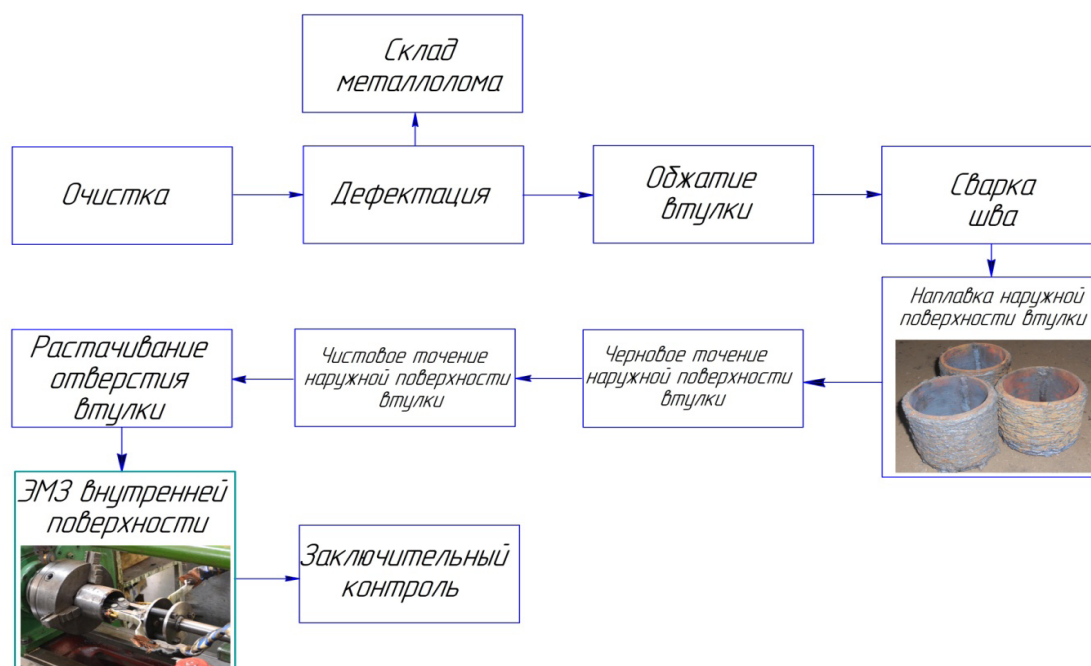 Склад
металлолома
Очистка
Дефектация
Обжатие
втулки
Сварка
шва
Наплавка наружной
поверхности втулки
Черновое точение
наружной поверхности
втулки
Чистовое точение
наружной поверхности
втулки
Растачивание
отверстия
втулки
ЭМЗ внутренней
поверхности
Заключительный
контроль